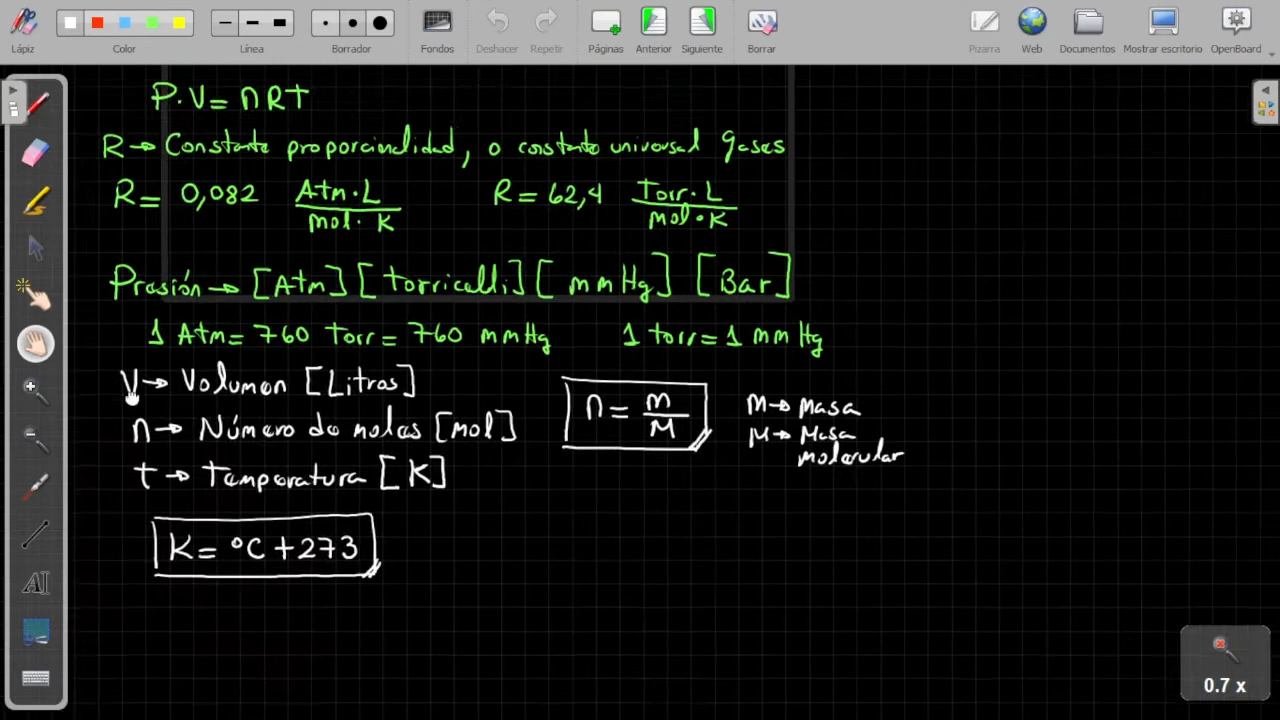 Lápiz
Color
Línea
Borrador
Fondos
Deshacer
Repetir
Páginas
Anterior
Siguiente
Borrar
Pizarra
Web
Documentos
Mostrar escritorio
OpenBoard
P.V= nRT
R→ Constante proporcinalidad, o constante universal gases
R= 0,082 Atm·L / mol·K R= 62,4 Torr·L / mol·K
Presión→ [Atm] [torricelli] [mmHg] [Bar]
1 Atm= 760 Torr= 760 mmHg 1 torr= 1 mmHg
V→ Volumen [Litros]
n→ Número de moles [mol]
t→ Temperatura [K]
n= m / M
m→ masa
M→ Masa
molecular
K= °C+273
AI
0.7 x